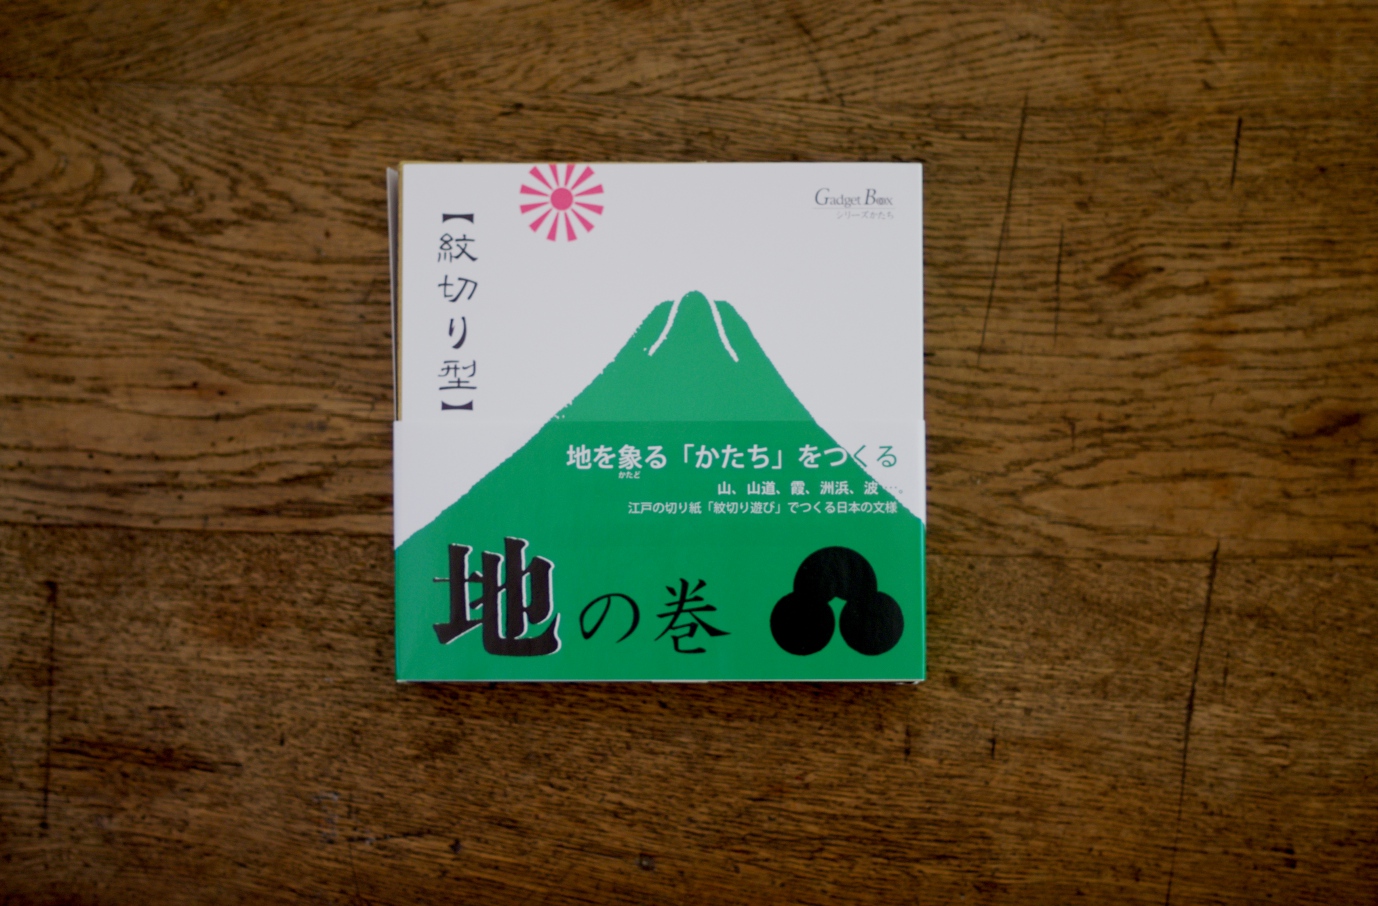 【紋切り型】
Gadget Box
シリーズかたち
地を象る「かたち」をつくる
かたど
山、山道、霞、洲浜、波…。
江戸の切り紙「紋切り遊び」でつくる日本の文様
地の巻